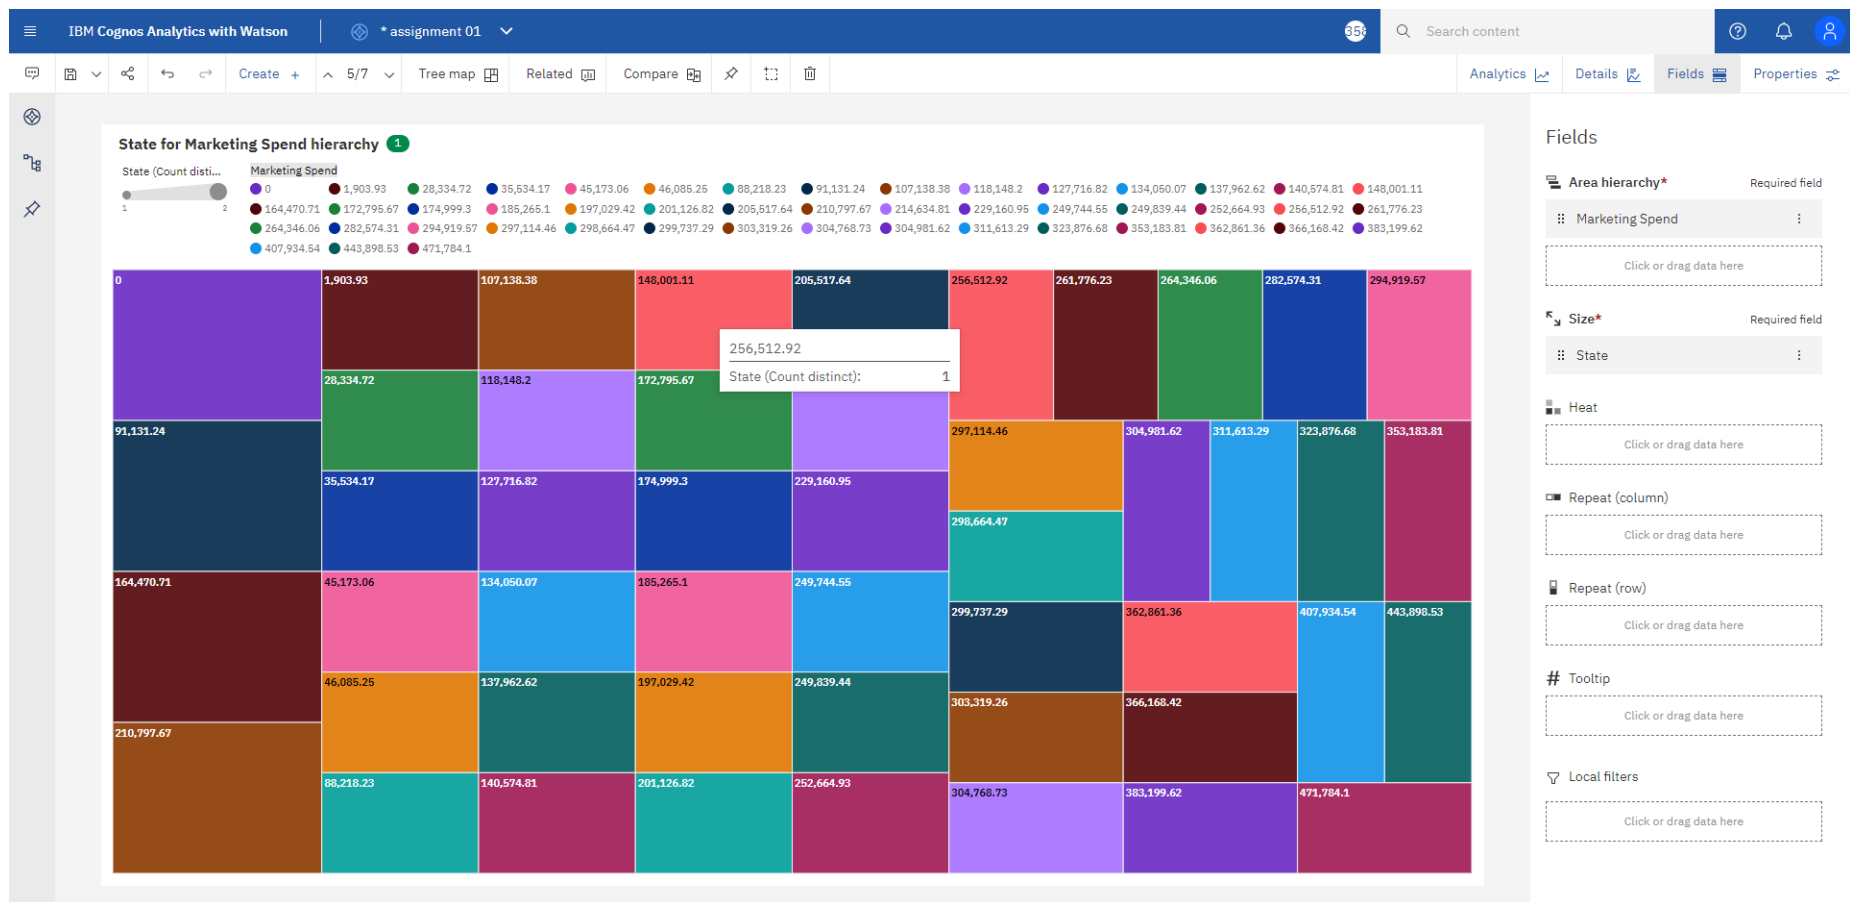 IBM Cognos Analytics with Watson
* assignment 01
358
Search content
Create +
5/7
Tree map
Related
Compare
Analytics
Details
Fields
Properties
State for Marketing Spend hierarchy 1
State (Count disti...
1 2
Marketing Spend
0 1,903.93 28,334.72 35,534.17 45,173.06 46,085.25 88,218.23 91,131.24 107,138.38 118,148.2 127,716.82 134,050.07 137,962.62 140,574.81 148,001.11
164,470.71 172,795.67 174,999.3 185,265.1 197,029.42 201,126.82 205,517.64 210,797.67 214,634.81 229,160.95 249,744.55 249,839.44 252,664.93 256,512.92 261,776.23
264,346.06 282,574.31 294,919.57 297,114.46 298,664.47 299,737.29 303,319.26 304,768.73 304,981.62 311,613.29 323,876.68 353,183.81 362,861.36 366,168.42 383,199.62
407,934.54 443,898.53 471,784.1
0 1,903.93 107,138.38 148,001.11 205,517.64 256,512.92 261,776.23 264,346.06 282,574.31 294,919.57
256,512.92
State (Count distinct): 1
28,334.72 118,148.2 172,795.67
91,131.24 297,114.46 304,981.62 311,613.29 323,876.68 353,183.81
35,534.17 127,716.82 174,999.3 229,160.95
298,664.47
164,470.71 45,173.06 134,050.07 185,265.1 249,744.55
299,737.29 362,861.36 407,934.54 443,898.53
46,085.25 137,962.62 197,029.42 249,839.44
303,319.26 366,168.42
210,797.67
88,218.23 140,574.81 201,126.82 252,664.93
304,768.73 383,199.62 471,784.1
Fields
Area hierarchy* Required field
Marketing Spend
Click or drag data here
Size* Required field
State
Heat
Click or drag data here
Repeat (column)
Click or drag data here
Repeat (row)
Click or drag data here
Tooltip
Click or drag data here
Local filters
Click or drag data here